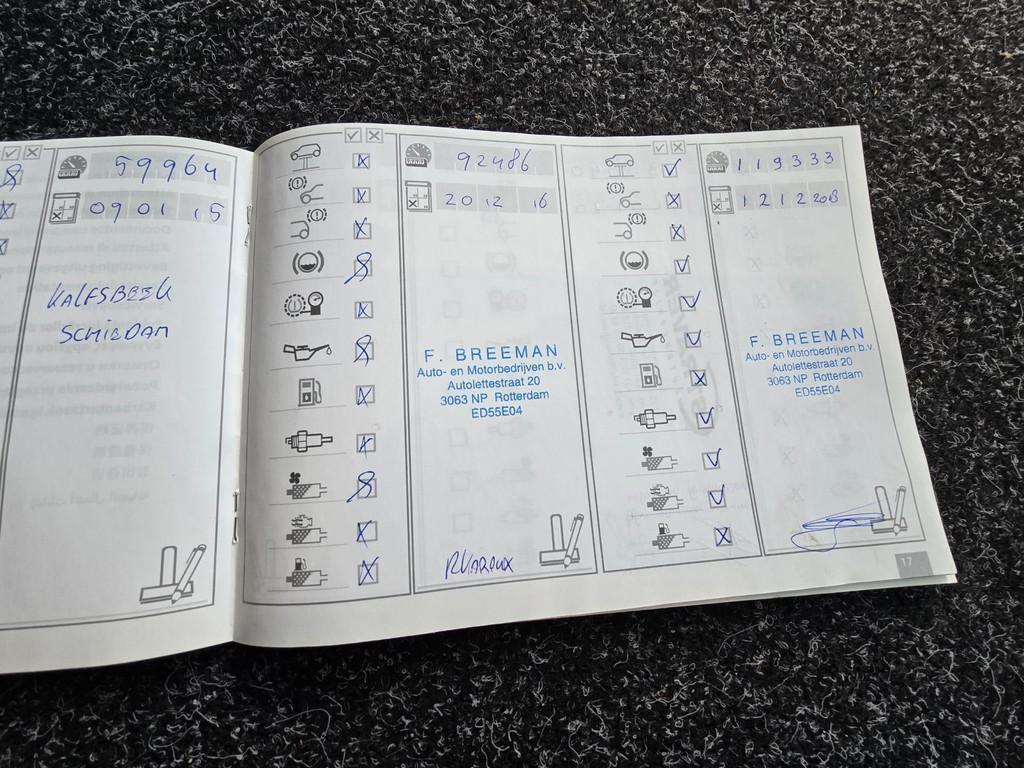 59964
09 01 15
KALFSBEEK
SCHIEDAM
92486
20 12 16
F. BREEMAN
Auto- en Motorbedrijven b.v.
Autolettestraat 20
3063 NP Rotterdam
ED55E04
119333
12 12 2018
F. BREEMAN
Auto- en Motorbedrijven b.v.
Autolettestraat 20
3063 NP Rotterdam
ED55E04
17